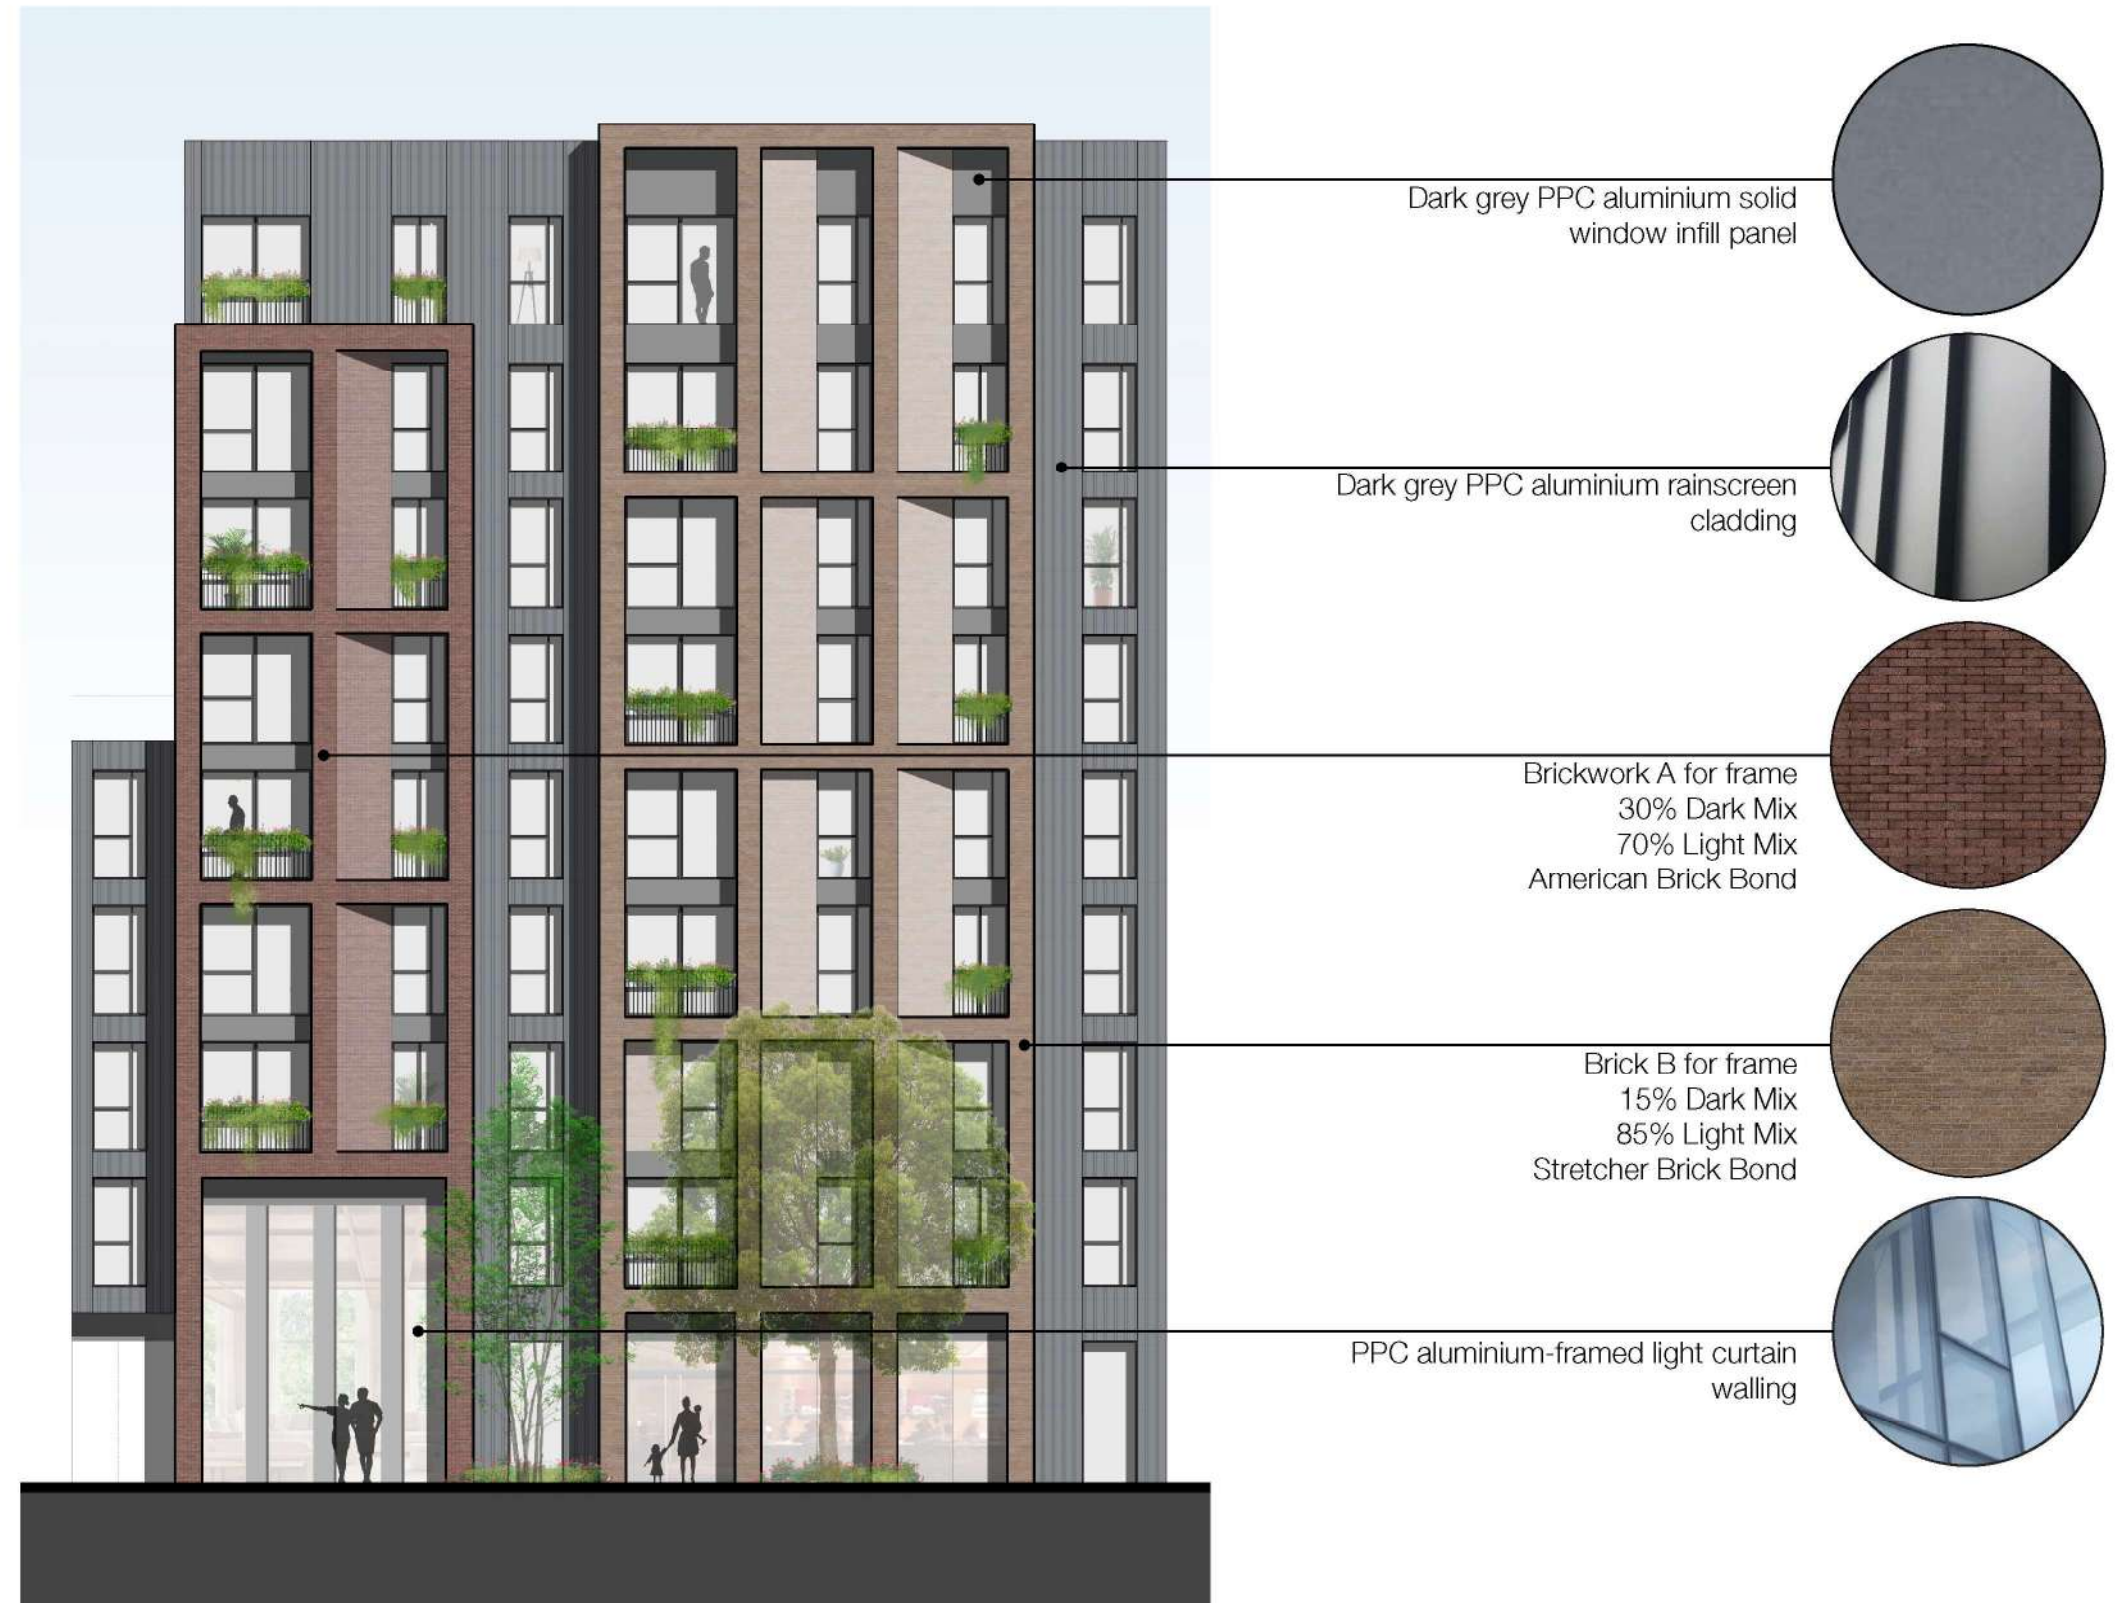 Dark grey PPC aluminium solid
window infill panel
Dark grey PPC aluminium rainscreen
cladding
Brickwork A for frame
30% Dark Mix
70% Light Mix
American Brick Bond
Brick B for frame
15% Dark Mix
85% Light Mix
Stretcher Brick Bond
PPC aluminium-framed light curtain
walling